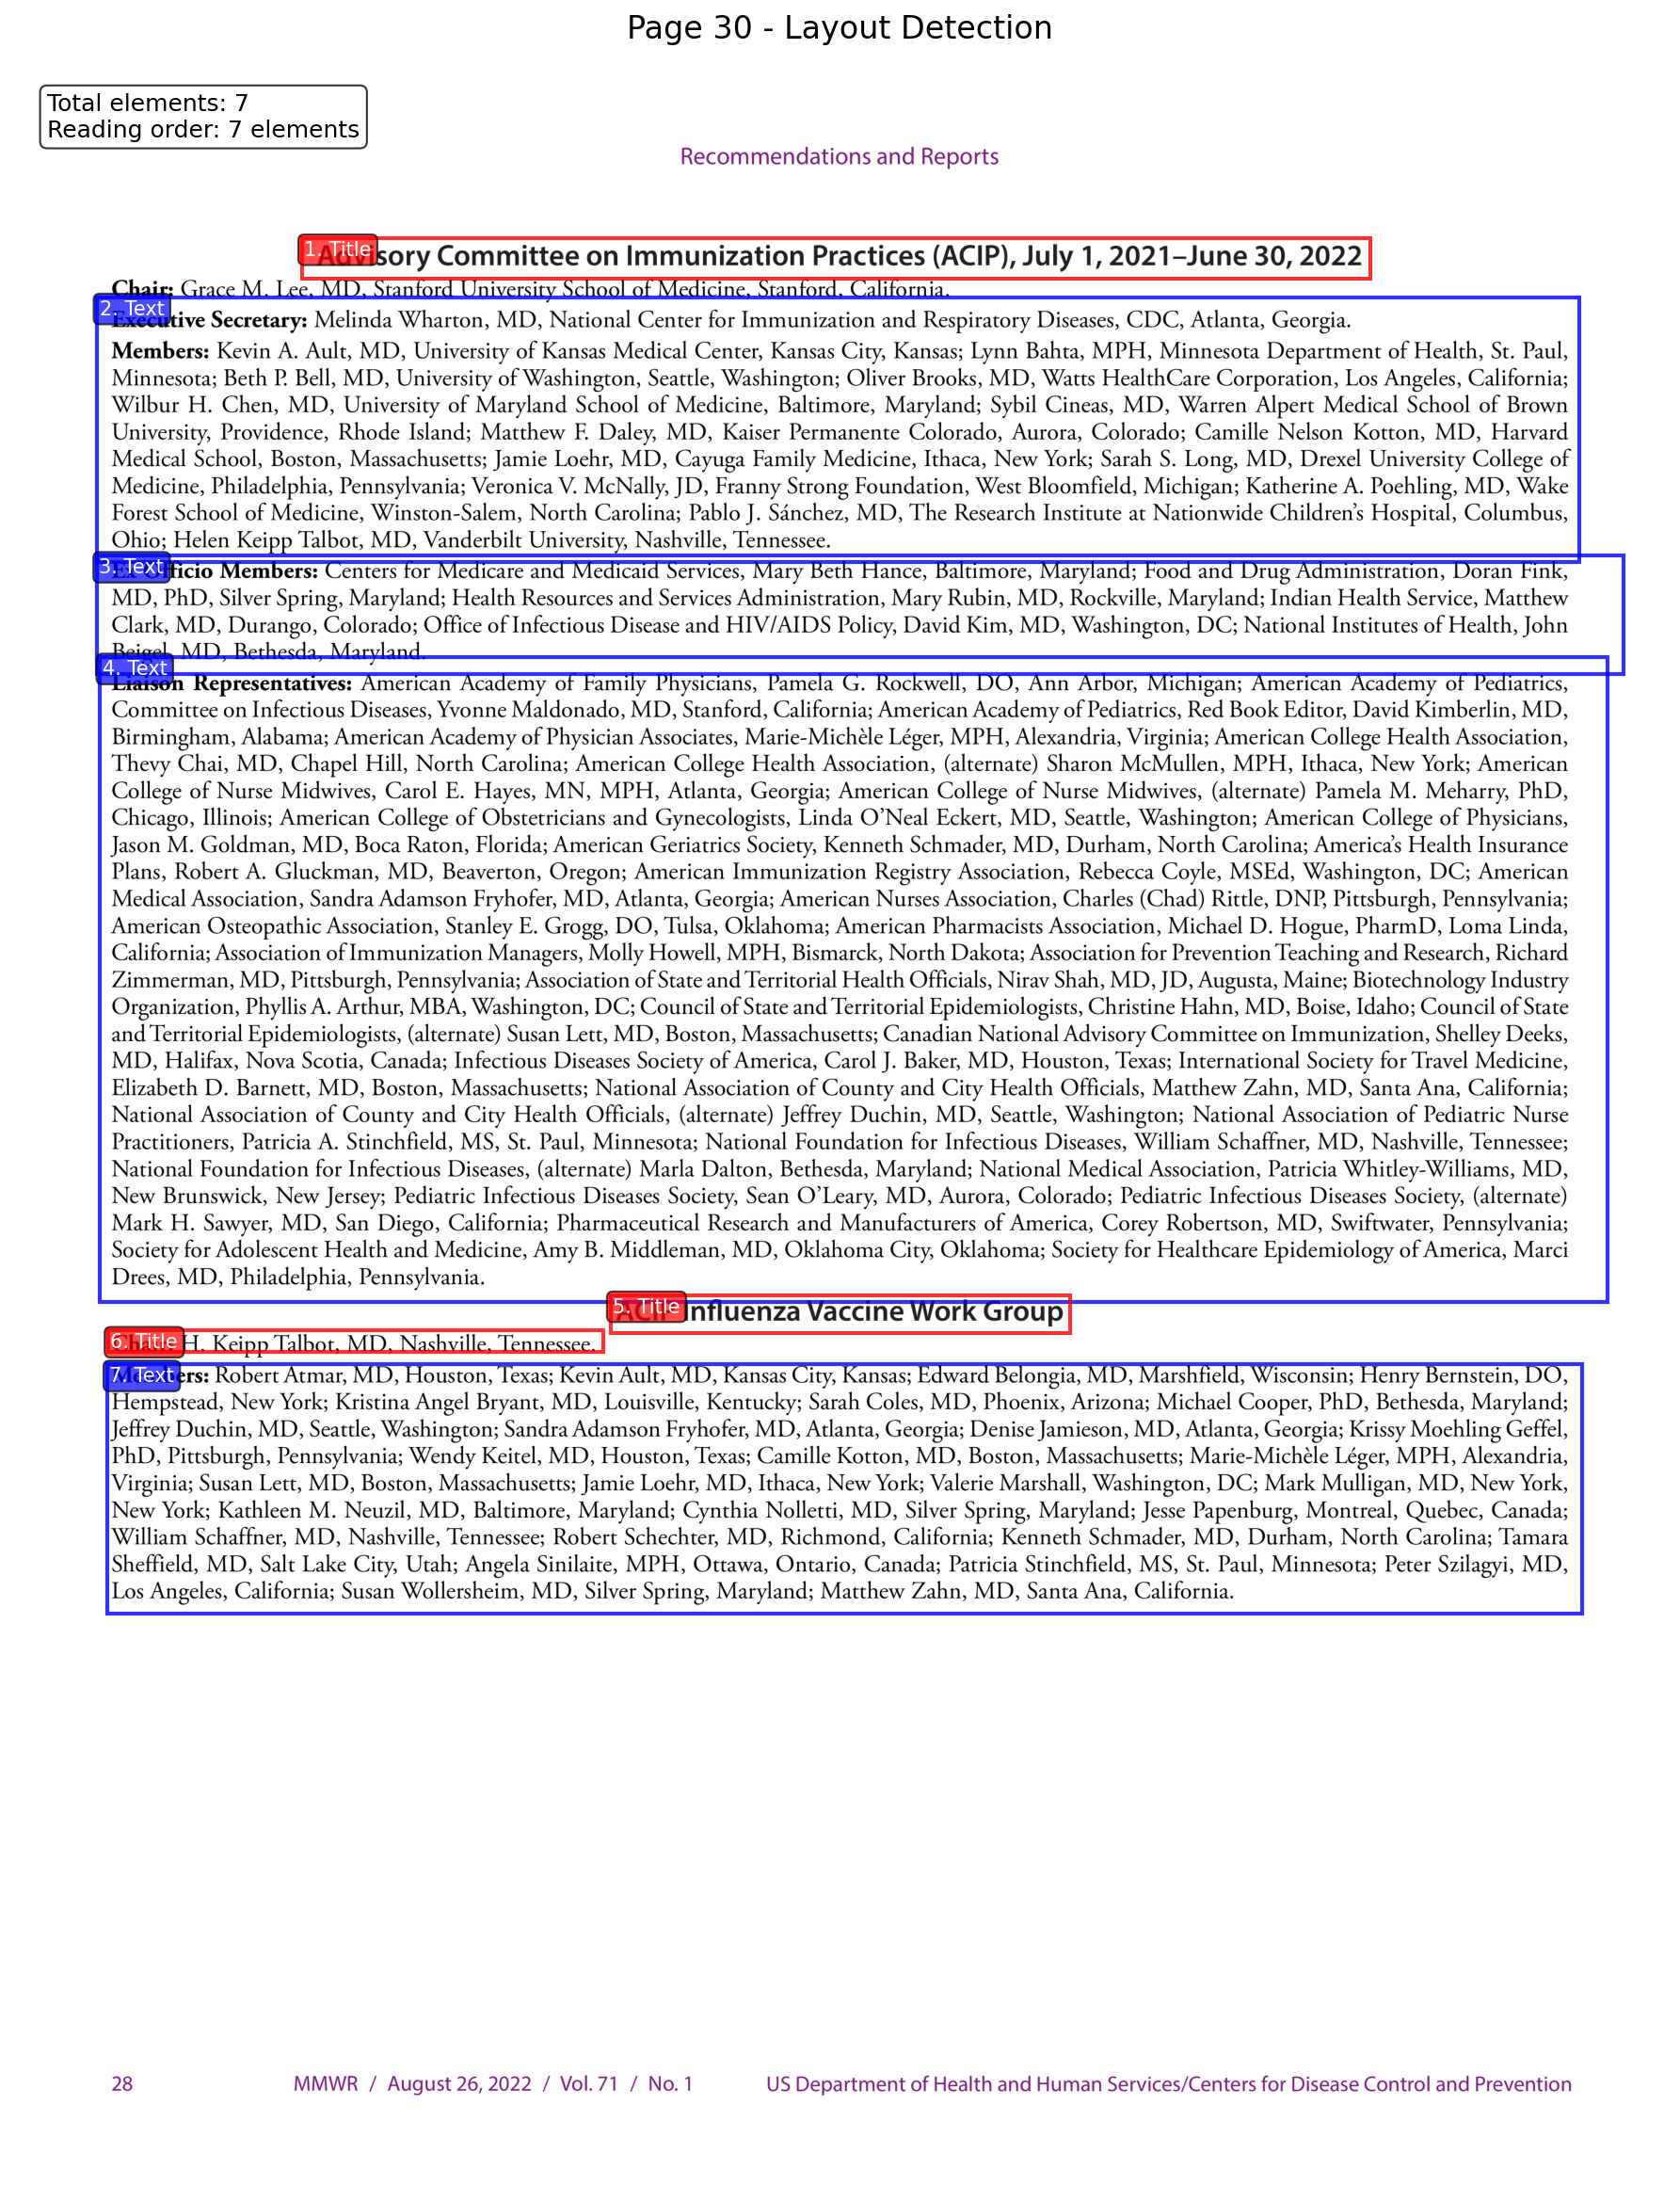 Page 30 - Layout Detection
Total elements: 7
Reading order: 7 elements
Recommendations and Reports
1. Title
Advisory Committee on Immunization Practices (ACIP), July 1, 2021–June 30, 2022
Chair: Grace M. Lee, MD, Stanford University School of Medicine, Stanford, California.
2. Text
Executive Secretary: Melinda Wharton, MD, National Center for Immunization and Respiratory Diseases, CDC, Atlanta, Georgia.
Members: Kevin A. Ault, MD, University of Kansas Medical Center, Kansas City, Kansas; Lynn Bahta, MPH, Minnesota Department of Health, St. Paul,
Minnesota; Beth P. Bell, MD, University of Washington, Seattle, Washington; Oliver Brooks, MD, Watts HealthCare Corporation, Los Angeles, California;
Wilbur H. Chen, MD, University of Maryland School of Medicine, Baltimore, Maryland; Sybil Cineas, MD, Warren Alpert Medical School of Brown
University, Providence, Rhode Island; Matthew F. Daley, MD, Kaiser Permanente Colorado, Aurora, Colorado; Camille Nelson Kotton, MD, Harvard
Medical School, Boston, Massachusetts; Jamie Loehr, MD, Cayuga Family Medicine, Ithaca, New York; Sarah S. Long, MD, Drexel University College of
Medicine, Philadelphia, Pennsylvania; Veronica V. McNally, JD, Franny Strong Foundation, West Bloomfield, Michigan; Katherine A. Poehling, MD, Wake
Forest School of Medicine, Winston-Salem, North Carolina; Pablo J. Sánchez, MD, The Research Institute at Nationwide Children’s Hospital, Columbus,
Ohio; Helen Keipp Talbot, MD, Vanderbilt University, Nashville, Tennessee.
3. Text
Ex Officio Members: Centers for Medicare and Medicaid Services, Mary Beth Hance, Baltimore, Maryland; Food and Drug Administration, Doran Fink,
MD, PhD, Silver Spring, Maryland; Health Resources and Services Administration, Mary Rubin, MD, Rockville, Maryland; Indian Health Service, Matthew
Clark, MD, Durango, Colorado; Office of Infectious Disease and HIV/AIDS Policy, David Kim, MD, Washington, DC; National Institutes of Health, John
Beigel, MD, Bethesda, Maryland.
4. Text
Liaison Representatives: American Academy of Family Physicians, Pamela G. Rockwell, DO, Ann Arbor, Michigan; American Academy of Pediatrics,
Committee on Infectious Diseases, Yvonne Maldonado, MD, Stanford, California; American Academy of Pediatrics, Red Book Editor, David Kimberlin, MD,
Birmingham, Alabama; American Academy of Physician Associates, Marie-Michèle Léger, MPH, Alexandria, Virginia; American College Health Association,
Thevy Chai, MD, Chapel Hill, North Carolina; American College Health Association, (alternate) Sharon McMullen, MPH, Ithaca, New York; American
College of Nurse Midwives, Carol E. Hayes, MN, MPH, Atlanta, Georgia; American College of Nurse Midwives, (alternate) Pamela M. Meharry, PhD,
Chicago, Illinois; American College of Obstetricians and Gynecologists, Linda O’Neal Eckert, MD, Seattle, Washington; American College of Physicians,
Jason M. Goldman, MD, Boca Raton, Florida; American Geriatrics Society, Kenneth Schmader, MD, Durham, North Carolina; America’s Health Insurance
Plans, Robert A. Gluckman, MD, Beaverton, Oregon; American Immunization Registry Association, Rebecca Coyle, MSEd, Washington, DC; American
Medical Association, Sandra Adamson Fryhofer, MD, Atlanta, Georgia; American Nurses Association, Charles (Chad) Rittle, DNP, Pittsburgh, Pennsylvania;
American Osteopathic Association, Stanley E. Grogg, DO, Tulsa, Oklahoma; American Pharmacists Association, Michael D. Hogue, PharmD, Loma Linda,
California; Association of Immunization Managers, Molly Howell, MPH, Bismarck, North Dakota; Association for Prevention Teaching and Research, Richard
Zimmerman, MD, Pittsburgh, Pennsylvania; Association of State and Territorial Health Officials, Nirav Shah, MD, JD, Augusta, Maine; Biotechnology Industry
Organization, Phyllis A. Arthur, MBA, Washington, DC; Council of State and Territorial Epidemiologists, Christine Hahn, MD, Boise, Idaho; Council of State
and Territorial Epidemiologists, (alternate) Susan Lett, MD, Boston, Massachusetts; Canadian National Advisory Committee on Immunization, Shelley Deeks,
MD, Halifax, Nova Scotia, Canada; Infectious Diseases Society of America, Carol J. Baker, MD, Houston, Texas; International Society for Travel Medicine,
Elizabeth D. Barnett, MD, Boston, Massachusetts; National Association of County and City Health Officials, Matthew Zahn, MD, Santa Ana, California;
National Association of County and City Health Officials, (alternate) Jeffrey Duchin, MD, Seattle, Washington; National Association of Pediatric Nurse
Practitioners, Patricia A. Stinchfield, MS, St. Paul, Minnesota; National Foundation for Infectious Diseases, William Schaffner, MD, Nashville, Tennessee;
National Foundation for Infectious Diseases, (alternate) Marla Dalton, Bethesda, Maryland; National Medical Association, Patricia Whitley-Williams, MD,
New Brunswick, New Jersey; Pediatric Infectious Diseases Society, Sean O’Leary, MD, Aurora, Colorado; Pediatric Infectious Diseases Society, (alternate)
Mark H. Sawyer, MD, San Diego, California; Pharmaceutical Research and Manufacturers of America, Corey Robertson, MD, Swiftwater, Pennsylvania;
Society for Adolescent Health and Medicine, Amy B. Middleman, MD, Oklahoma City, Oklahoma; Society for Healthcare Epidemiology of America, Marci
Drees, MD, Philadelphia, Pennsylvania.
5. Title
ACIP Influenza Vaccine Work Group
6. Title
Chair: H. Keipp Talbot, MD, Nashville, Tennessee.
7. Text
Members: Robert Atmar, MD, Houston, Texas; Kevin Ault, MD, Kansas City, Kansas; Edward Belongia, MD, Marshfield, Wisconsin; Henry Bernstein, DO,
Hempstead, New York; Kristina Angel Bryant, MD, Louisville, Kentucky; Sarah Coles, MD, Phoenix, Arizona; Michael Cooper, PhD, Bethesda, Maryland;
Jeffrey Duchin, MD, Seattle, Washington; Sandra Adamson Fryhofer, MD, Atlanta, Georgia; Denise Jamieson, MD, Atlanta, Georgia; Krissy Moehling Geffel,
PhD, Pittsburgh, Pennsylvania; Wendy Keitel, MD, Houston, Texas; Camille Kotton, MD, Boston, Massachusetts; Marie-Michèle Léger, MPH, Alexandria,
Virginia; Susan Lett, MD, Boston, Massachusetts; Jamie Loehr, MD, Ithaca, New York; Valerie Marshall, Washington, DC; Mark Mulligan, MD, New York,
New York; Kathleen M. Neuzil, MD, Baltimore, Maryland; Cynthia Nolletti, MD, Silver Spring, Maryland; Jesse Papenburg, Montreal, Quebec, Canada;
William Schaffner, MD, Nashville, Tennessee; Robert Schechter, MD, Richmond, California; Kenneth Schmader, MD, Durham, North Carolina; Tamara
Sheffield, MD, Salt Lake City, Utah; Angela Sinilaite, MPH, Ottawa, Ontario, Canada; Patricia Stinchfield, MS, St. Paul, Minnesota; Peter Szilagyi, MD,
Los Angeles, California; Susan Wollersheim, MD, Silver Spring, Maryland; Matthew Zahn, MD, Santa Ana, California.
28 MMWR / August 26, 2022 / Vol. 71 / No. 1 US Department of Health and Human Services/Centers for Disease Control and Prevention